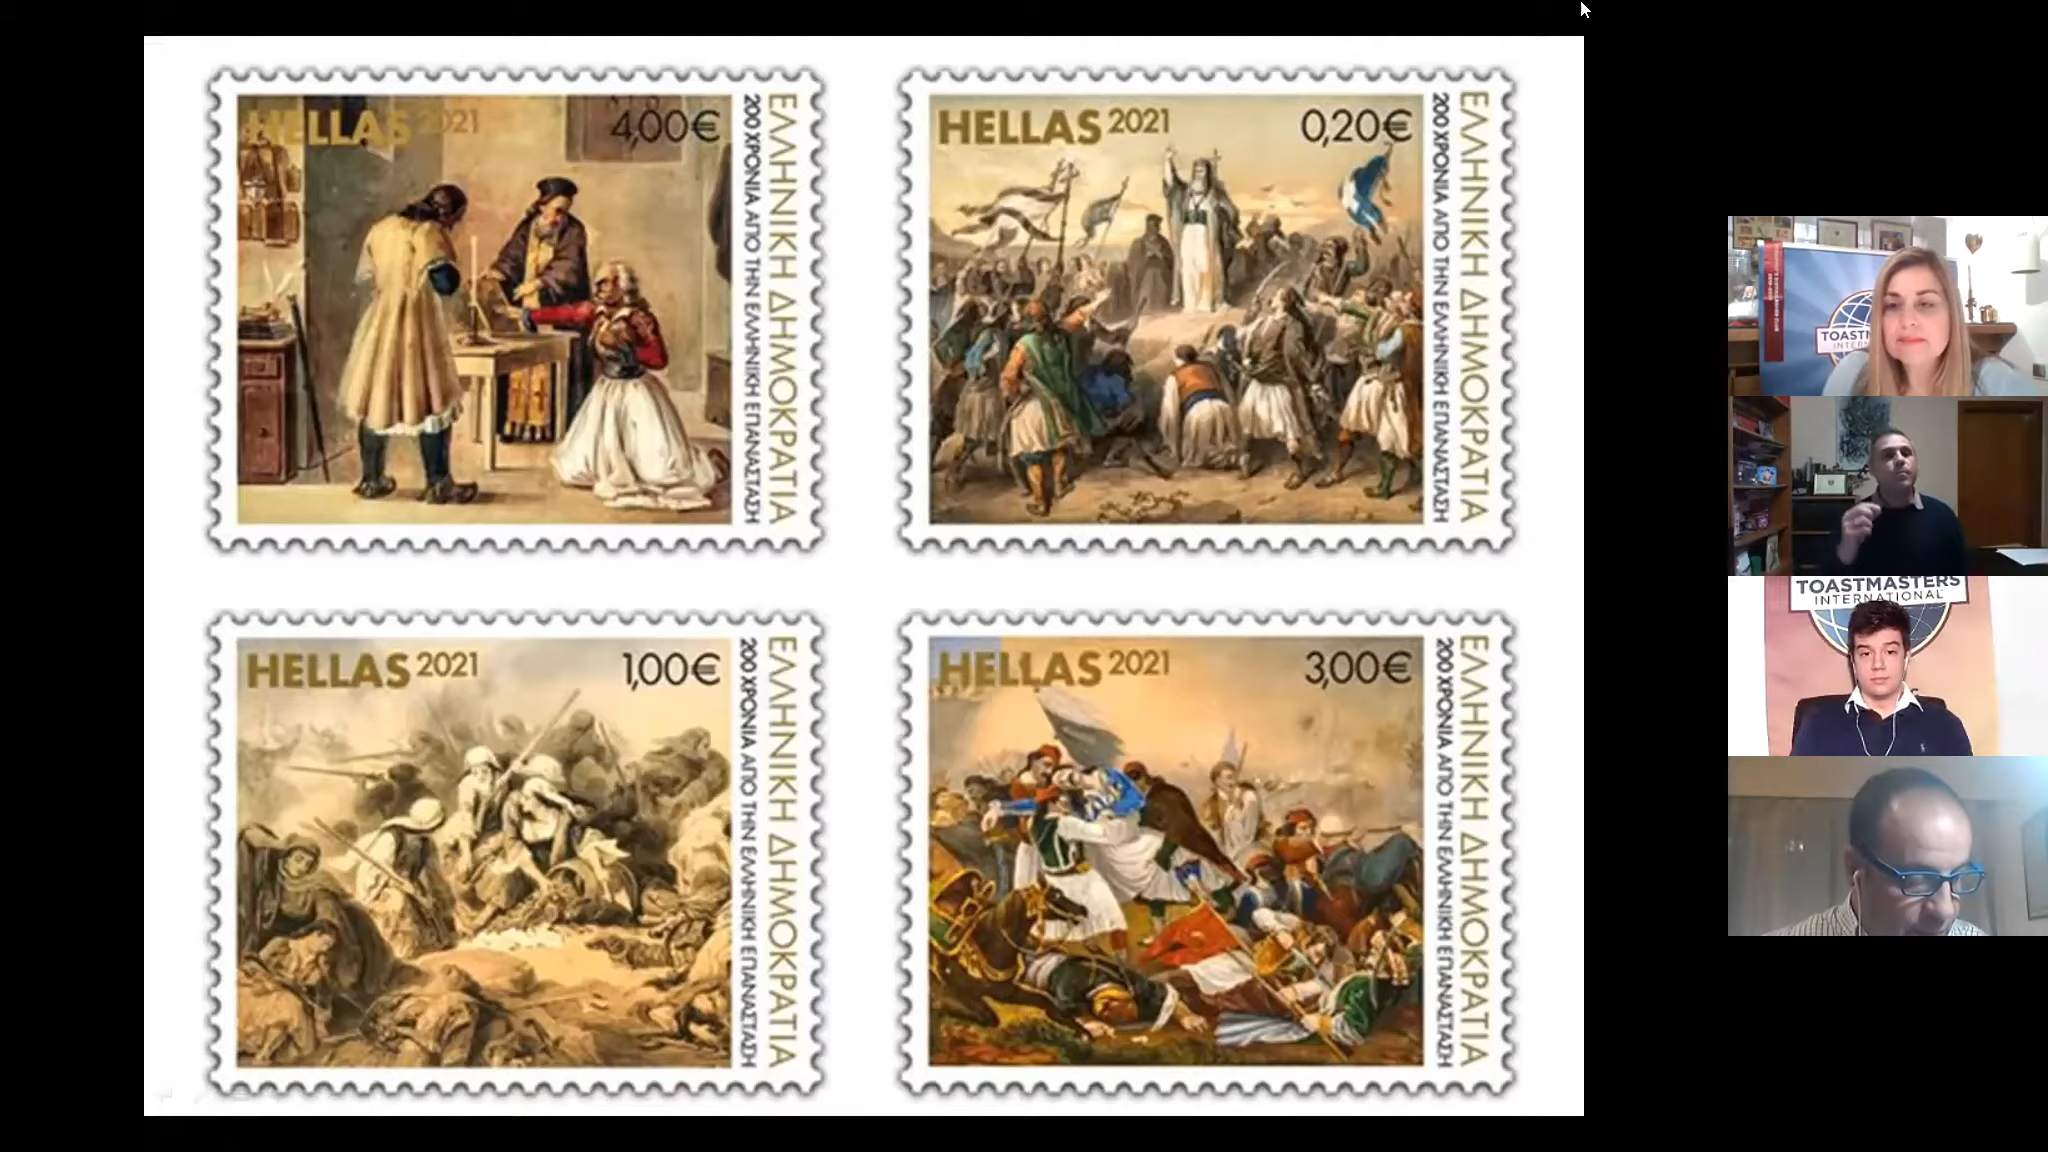 HELLAS 2021
4,00€
200 ΧΡΟΝΙΑ ΑΠΟ ΤΗΝ ΕΛΛΗΝΙΚΗ ΕΠΑΝΑΣΤΑΣΗ
ΕΛΛΗΝΙΚΗ ΔΗΜΟΚΡΑΤΙΑ
HELLAS 2021
0,20€
200 ΧΡΟΝΙΑ ΑΠΟ ΤΗΝ ΕΛΛΗΝΙΚΗ ΕΠΑΝΑΣΤΑΣΗ
ΕΛΛΗΝΙΚΗ ΔΗΜΟΚΡΑΤΙΑ
HELLAS 2021
1,00€
200 ΧΡΟΝΙΑ ΑΠΟ ΤΗΝ ΕΛΛΗΝΙΚΗ ΕΠΑΝΑΣΤΑΣΗ
ΕΛΛΗΝΙΚΗ ΔΗΜΟΚΡΑΤΙΑ
HELLAS 2021
3,00€
200 ΧΡΟΝΙΑ ΑΠΟ ΤΗΝ ΕΛΛΗΝΙΚΗ ΕΠΑΝΑΣΤΑΣΗ
ΕΛΛΗΝΙΚΗ ΔΗΜΟΚΡΑΤΙΑ
TOASTM
INTER
TOASTMASTERS
INTERNATIONAL